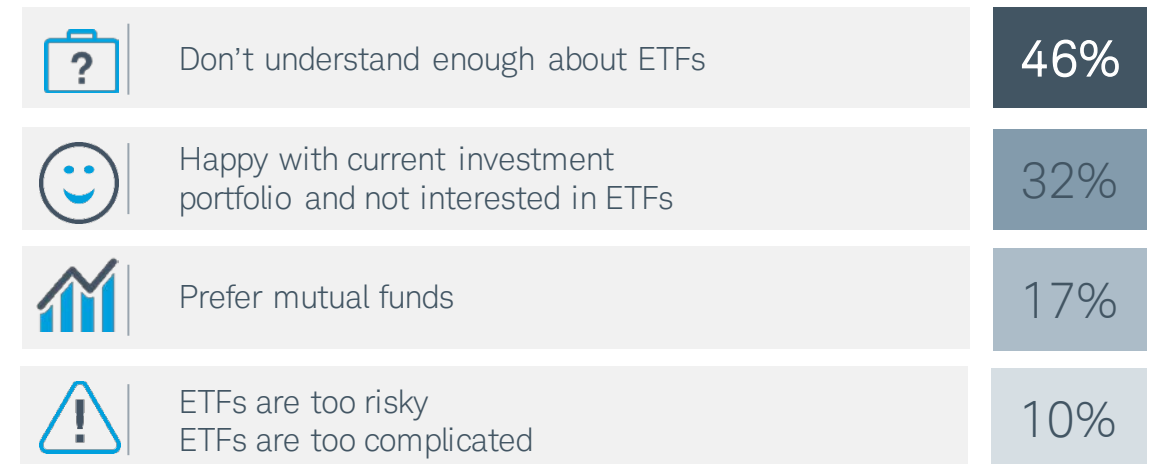 ?
Don’t understand enough about ETFs
46%
Happy with current investment
portfolio and not interested in ETFs
32%
Prefer mutual funds
17%
!
ETFs are too risky
ETFs are too complicated
10%